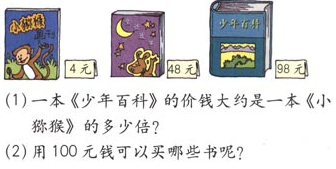 小猕猴
4元
48元
少年百科
98元
(1)一本《少年百科》的价钱大约是一本《小
猕猴》的多少倍?
(2)用100元钱可以买哪些书呢?